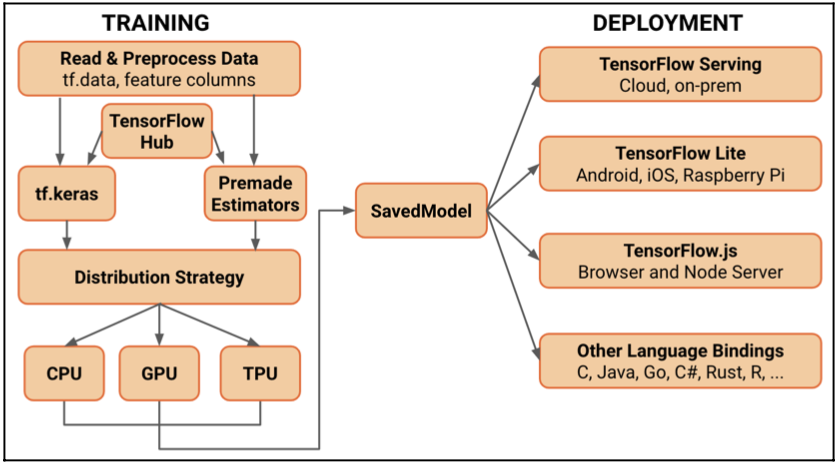 TRAINING
Read & Preprocess Data
tf.data, feature columns
TensorFlow
Hub
tf.keras
Premade
Estimators
Distribution Strategy
CPU
GPU
TPU
SavedModel
DEPLOYMENT
TensorFlow Serving
Cloud, on-prem
TensorFlow Lite
Android, iOS, Raspberry Pi
TensorFlow.js
Browser and Node Server
Other Language Bindings
C, Java, Go, C#, Rust, R, ...